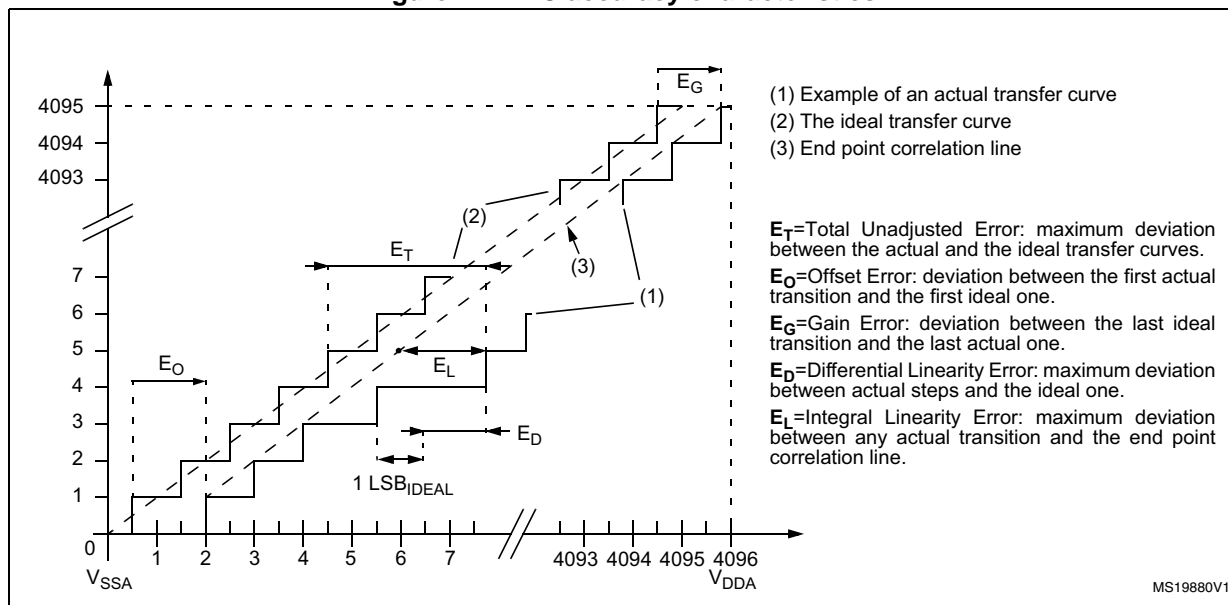 E_G
4095
4094
4093
7
6
5
4
3
2
1
0
(2)
E_T
(3)
(1)
E_O
E_L
E_D
1 LSB_IDEAL
1 2 3 4 5 6 7 4093 4094 4095 4096
V_SSA V_DDA
(1) Example of an actual transfer curve
(2) The ideal transfer curve
(3) End point correlation line
E_T=Total Unadjusted Error: maximum deviation
between the actual and the ideal transfer curves.
E_O=Offset Error: deviation between the first actual
transition and the first ideal one.
E_G=Gain Error: deviation between the last ideal
transition and the last actual one.
E_D=Differential Linearity Error: maximum deviation
between actual steps and the ideal one.
E_L=Integral Linearity Error: maximum deviation
between any actual transition and the end point
correlation line.
MS19880V1